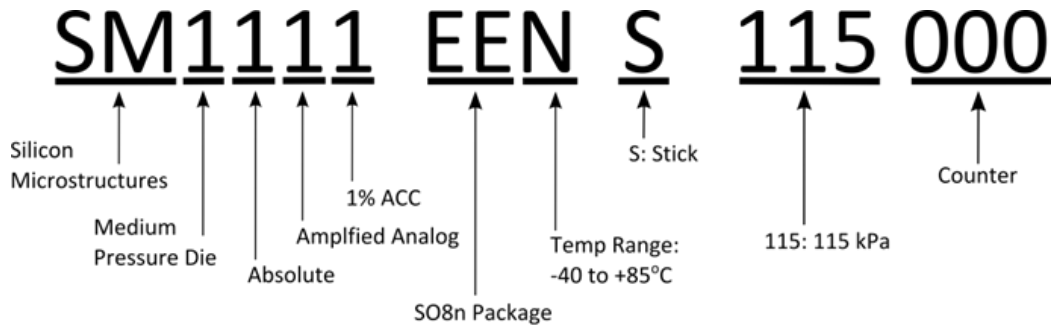 SM1111 EEN S 115 000
Silicon
Microstructures
Medium
Pressure Die
Absolute
Amplfied Analog
1% ACC
SO8n Package
Temp Range:
-40 to +85°C
S: Stick
115: 115 kPa
Counter